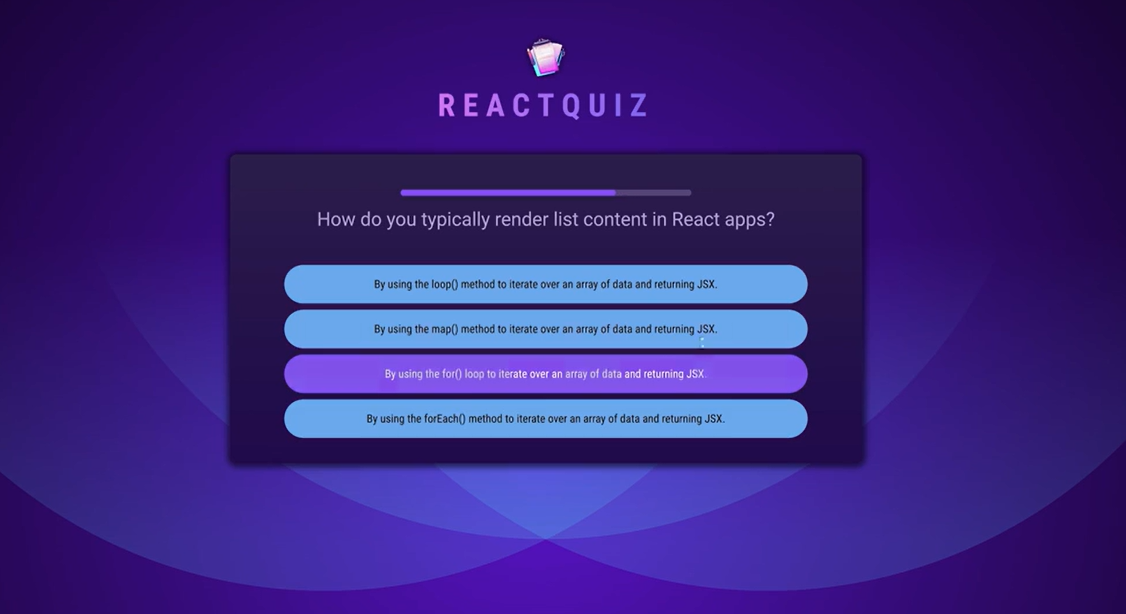 REACTQUIZ
How do you typically render list content in React apps?
By using the loop() method to iterate over an array of data and returning JSX.
By using the map() method to iterate over an array of data and returning JSX.
By using the for() loop to iterate over an array of data and returning JSX.
By using the forEach() method to iterate over an array of data and returning JSX.